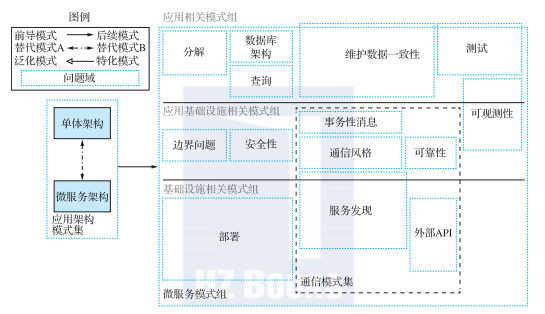 图例
前导模式 后续模式
替代模式A 替代模式B
泛化模式 特化模式
问题域
单体架构
微服务架构
应用架构
模式集
应用相关模式组
分解
数据库
架构
查询
维护数据一致性
测试
应用基础设施相关模式组
边界问题
安全性
事务性消息
通信风格
可靠性
可观测性
基础设施相关模式组
部署
服务发现
外部API
通信模式集
微服务模式组
HZ Books